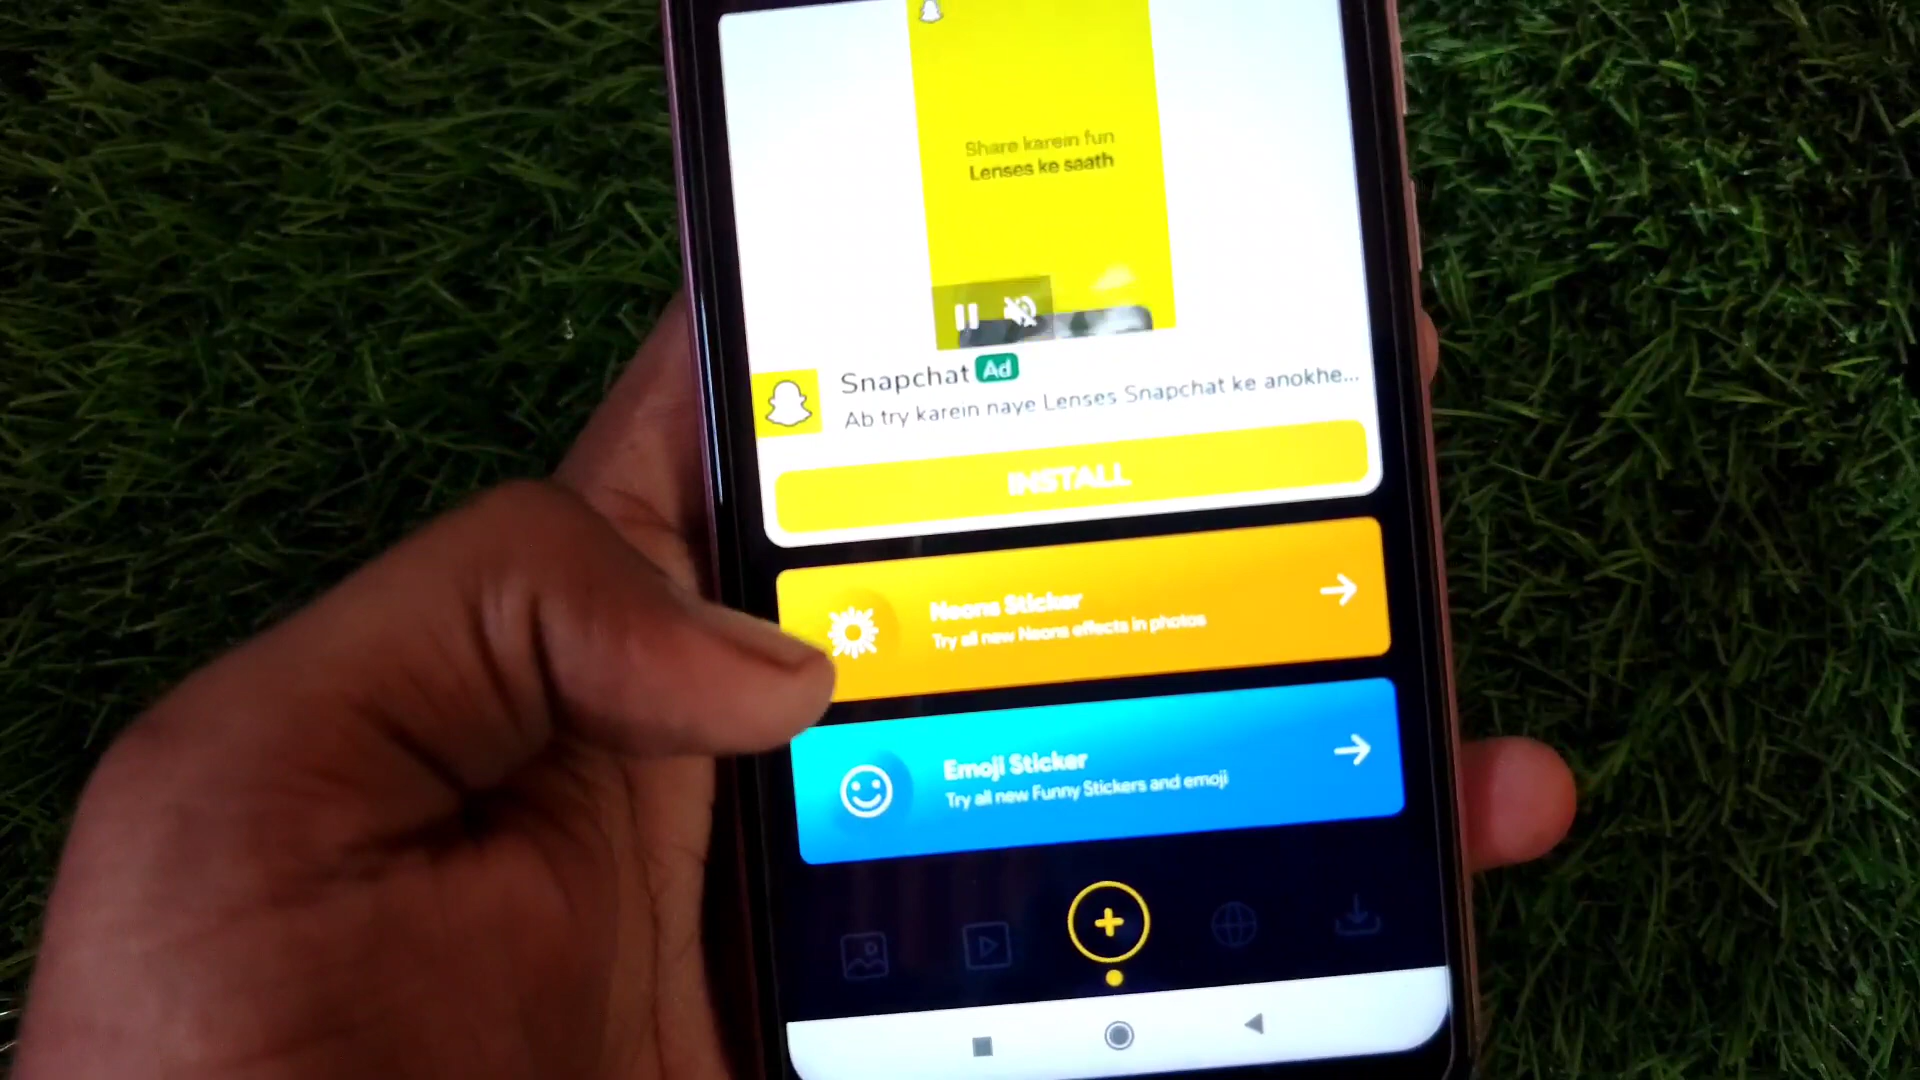 Share karein fun
Lenses ke saath
Snapchat Ad
Ab try karein naye Lenses Snapchat ke anokhe...
INSTALL
Neons Sticker
Try all new Neons effects in photos
Emoji Sticker
Try all new Funny Stickers and emoji